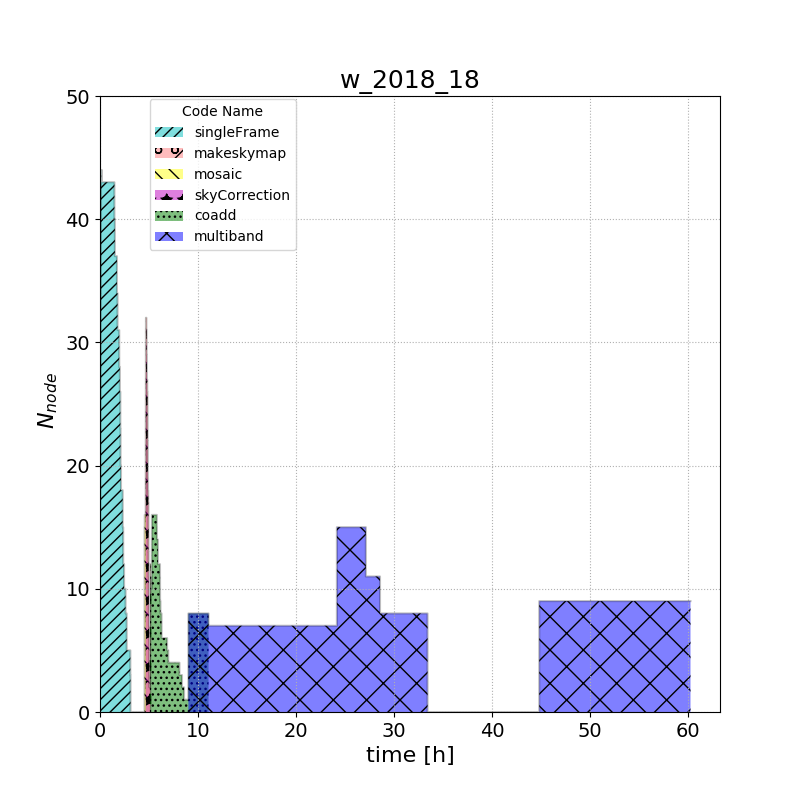 w_2018_18
50
40
30
20
10
0
N_node
Code Name
singleFrame
makeskymap
mosaic
skyCorrection
coadd
multiband
0 10 20 30 40 50 60
time [h]